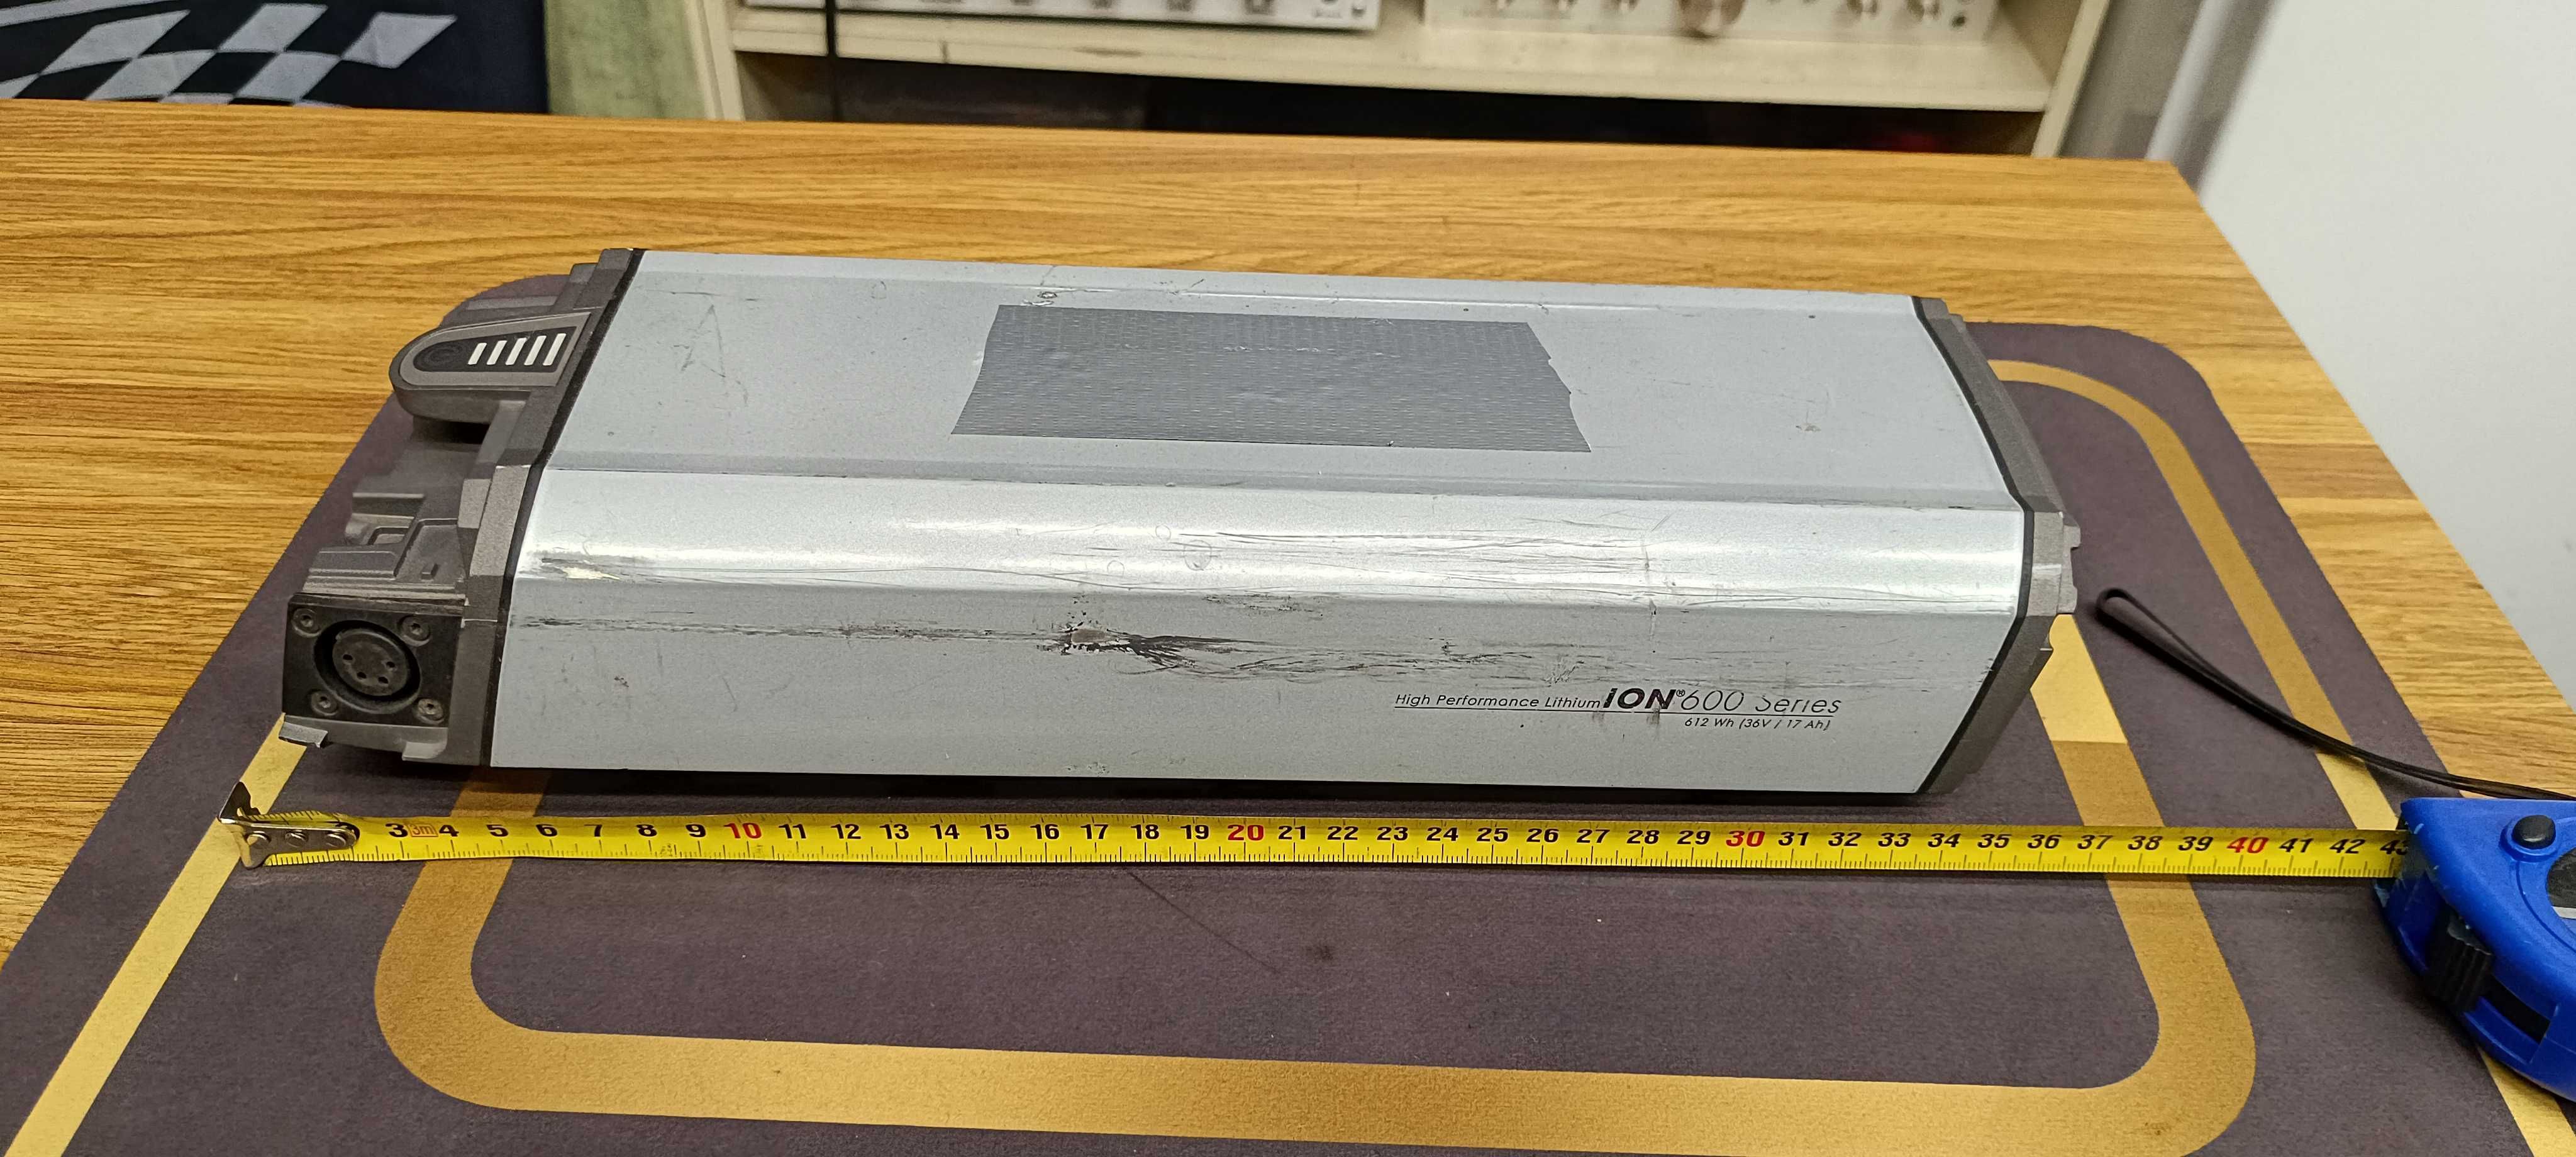 High Performance Lithium ION® 600 Series
612 Wh (36V / 17 Ah)
3 3m 4 5 6 7 8 9 10 11 12 13 14 15 16 17 18 19 20 21 22 23 24 25 26 27 28 29 30 31 32 33 34 35 36 37 38 39 40 41 42 43